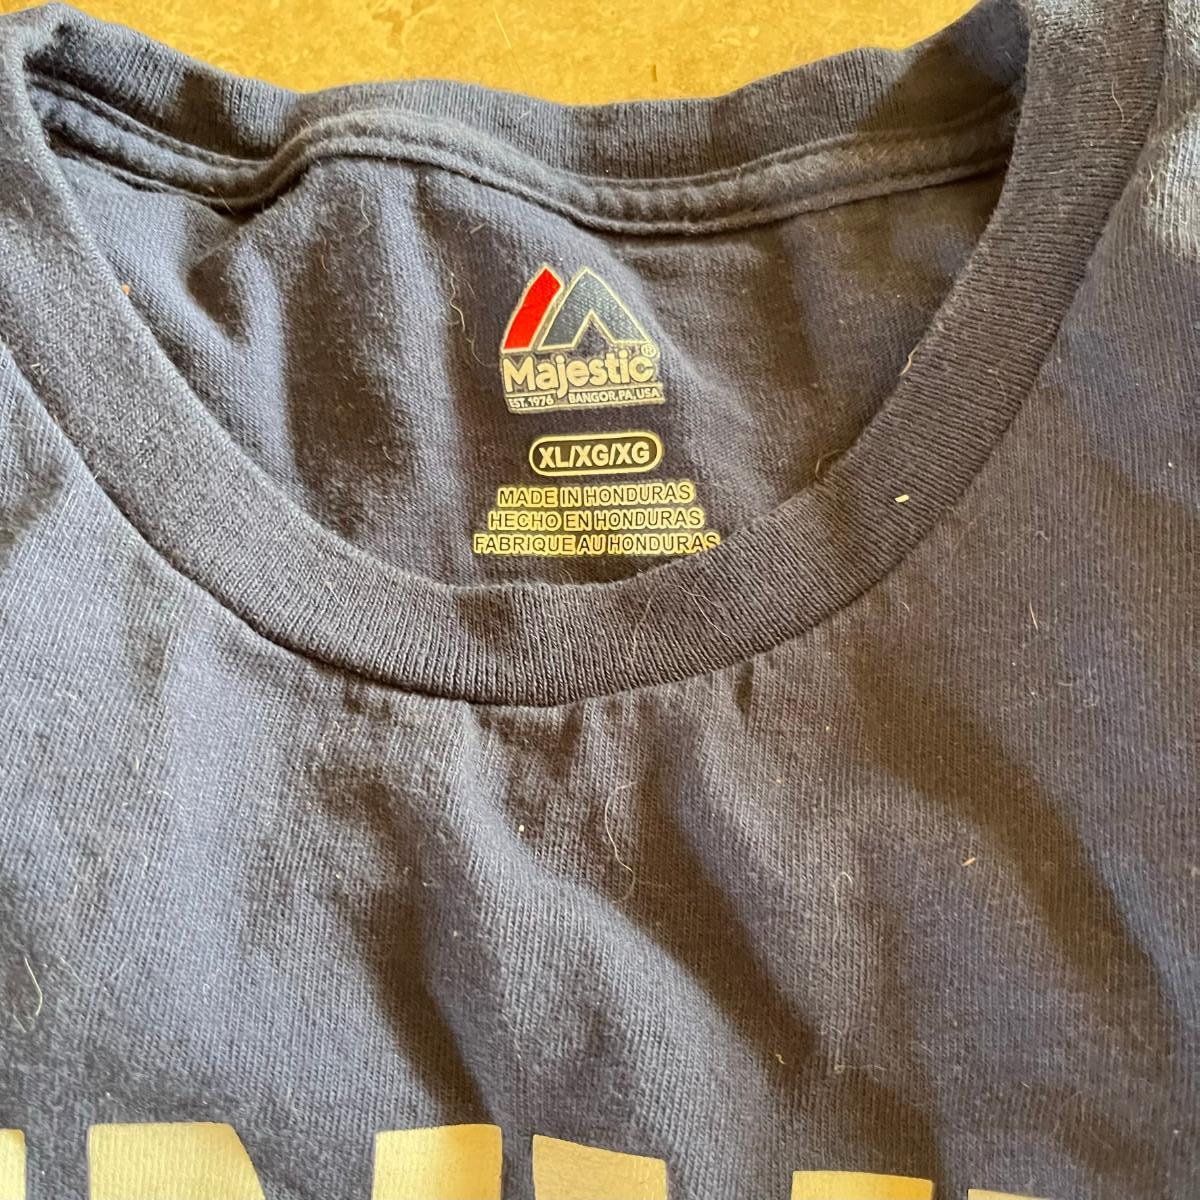 Majestic®
EST. 1976 BANGOR, PA, USA
XL/XG/XG
MADE IN HONDURAS
HECHO EN HONDURAS
FABRIQUE AU HONDURAS